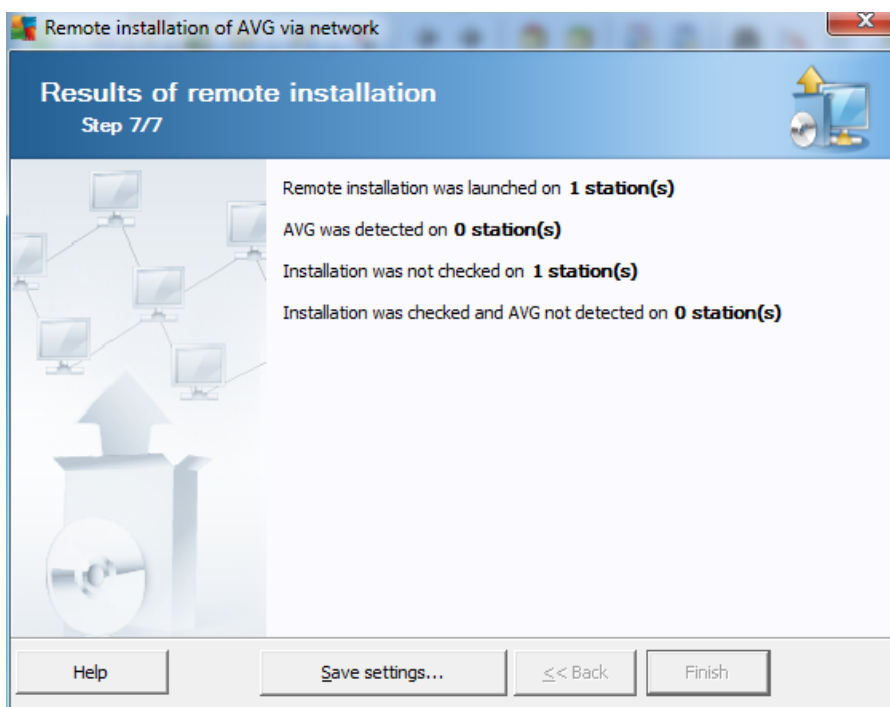 Remote installation of AVG via network
Results of remote installation
Step 7/7
Remote installation was launched on 1 station(s)
AVG was detected on 0 station(s)
Installation was not checked on 1 station(s)
Installation was checked and AVG not detected on 0 station(s)
Help
Save settings...
<< Back
Finish